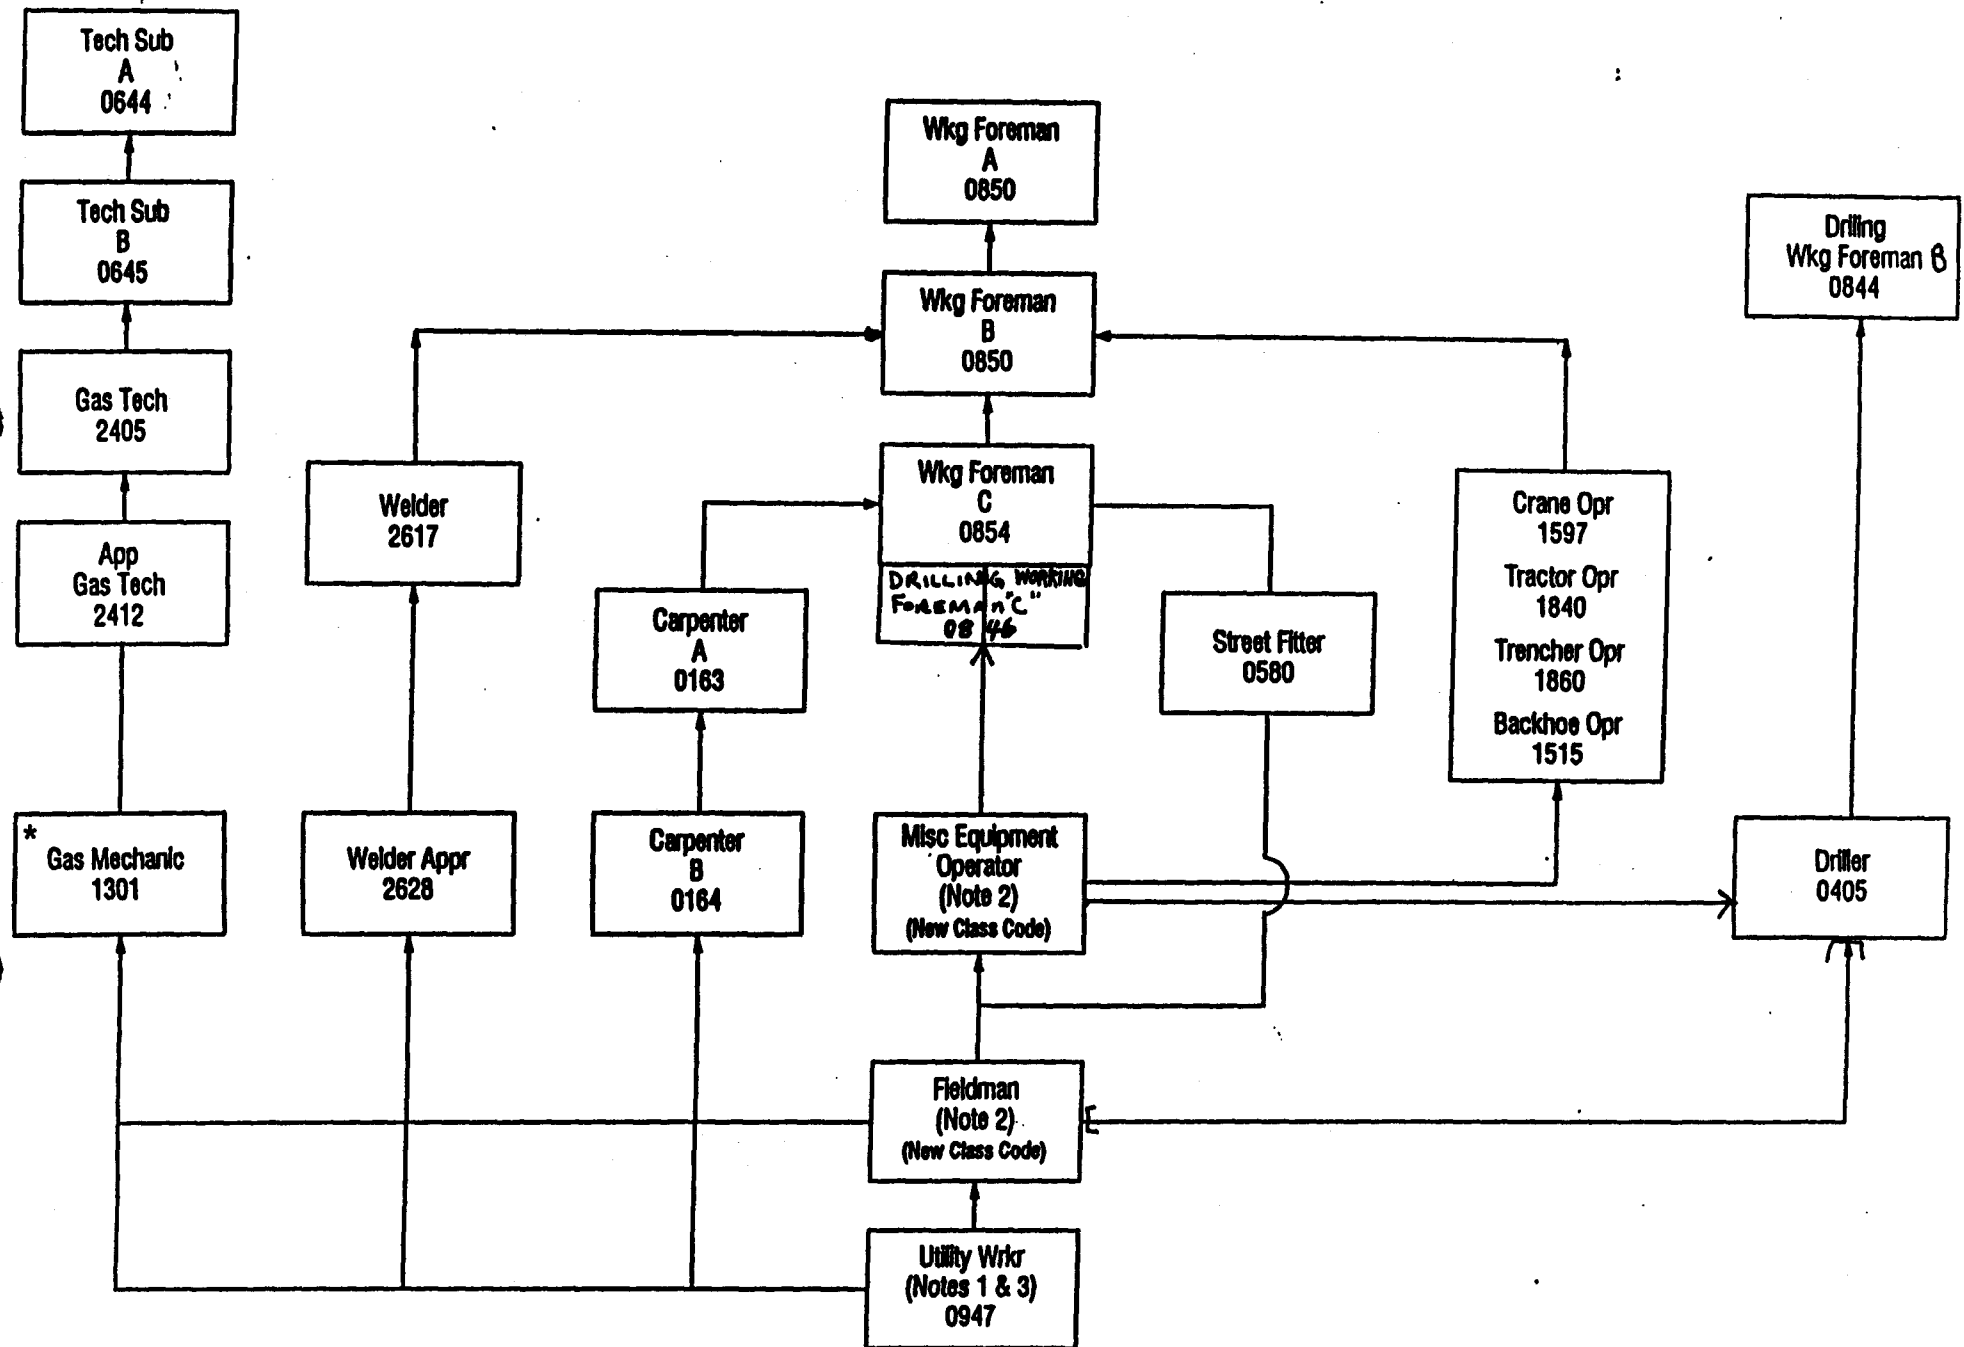 Tech Sub
A
0644
Tech Sub
B
0645
Gas Tech
2405
App
Gas Tech
2412
*
Gas Mechanic
1301
Welder
2617
Welder Appr
2628
Carpenter
A
0163
Carpenter
B
0164
Wkg Foreman
A
0850
Wkg Foreman
B
0850
Wkg Foreman
C
0854
DRILLING WORKING
FOREMAN "C"
0846
Misc Equipment
Operator
(Note 2)
(New Class Code)
Fieldman
(Note 2)
(New Class Code)
Utility Wrkr
(Notes 1 & 3)
0947
Street Fitter
0580
Crane Opr
1597
Tractor Opr
1840
Trencher Opr
1860
Backhoe Opr
1515
Drilling
Wkg Foreman B
0844
Driller
0405